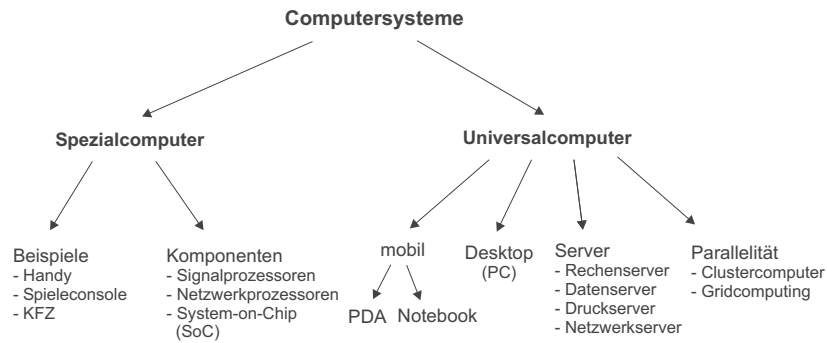 Computersysteme
Spezialcomputer
Universalcomputer
Beispiele
- Handy
- Spieleconsole
- KFZ
Komponenten
- Signalprozessoren
- Netzwerkprozessoren
- System-on-Chip
(SoC)
mobil
PDA
Notebook
Desktop
(PC)
Server
- Rechenserver
- Datenserver
- Druckserver
- Netzwerkserver
Parallelität
- Clustercomputer
- Gridcomputing